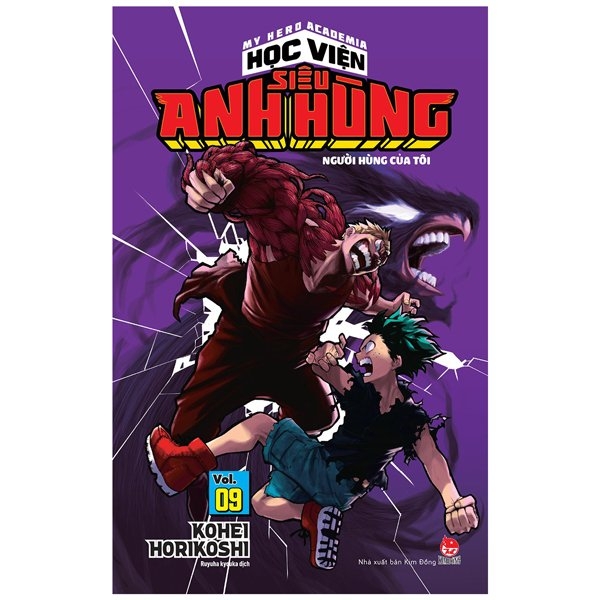 MY HERO ACADEMIA
HỌC VIỆN
SIÊU
ANH HÙNG
NGƯỜI HÙNG CỦA TÔI
Vol.
09
KOHEI
HORIKOSHI
Ruyuha kyouka dịch
Nhà xuất bản Kim Đồng